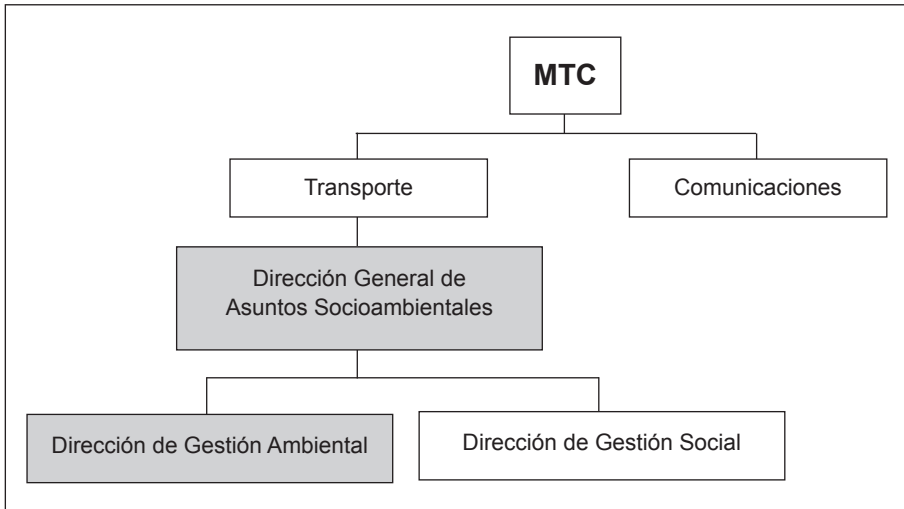 MTC
Transporte
Comunicaciones
Dirección General de
Asuntos Socioambientales
Dirección de Gestión Ambiental
Dirección de Gestión Social